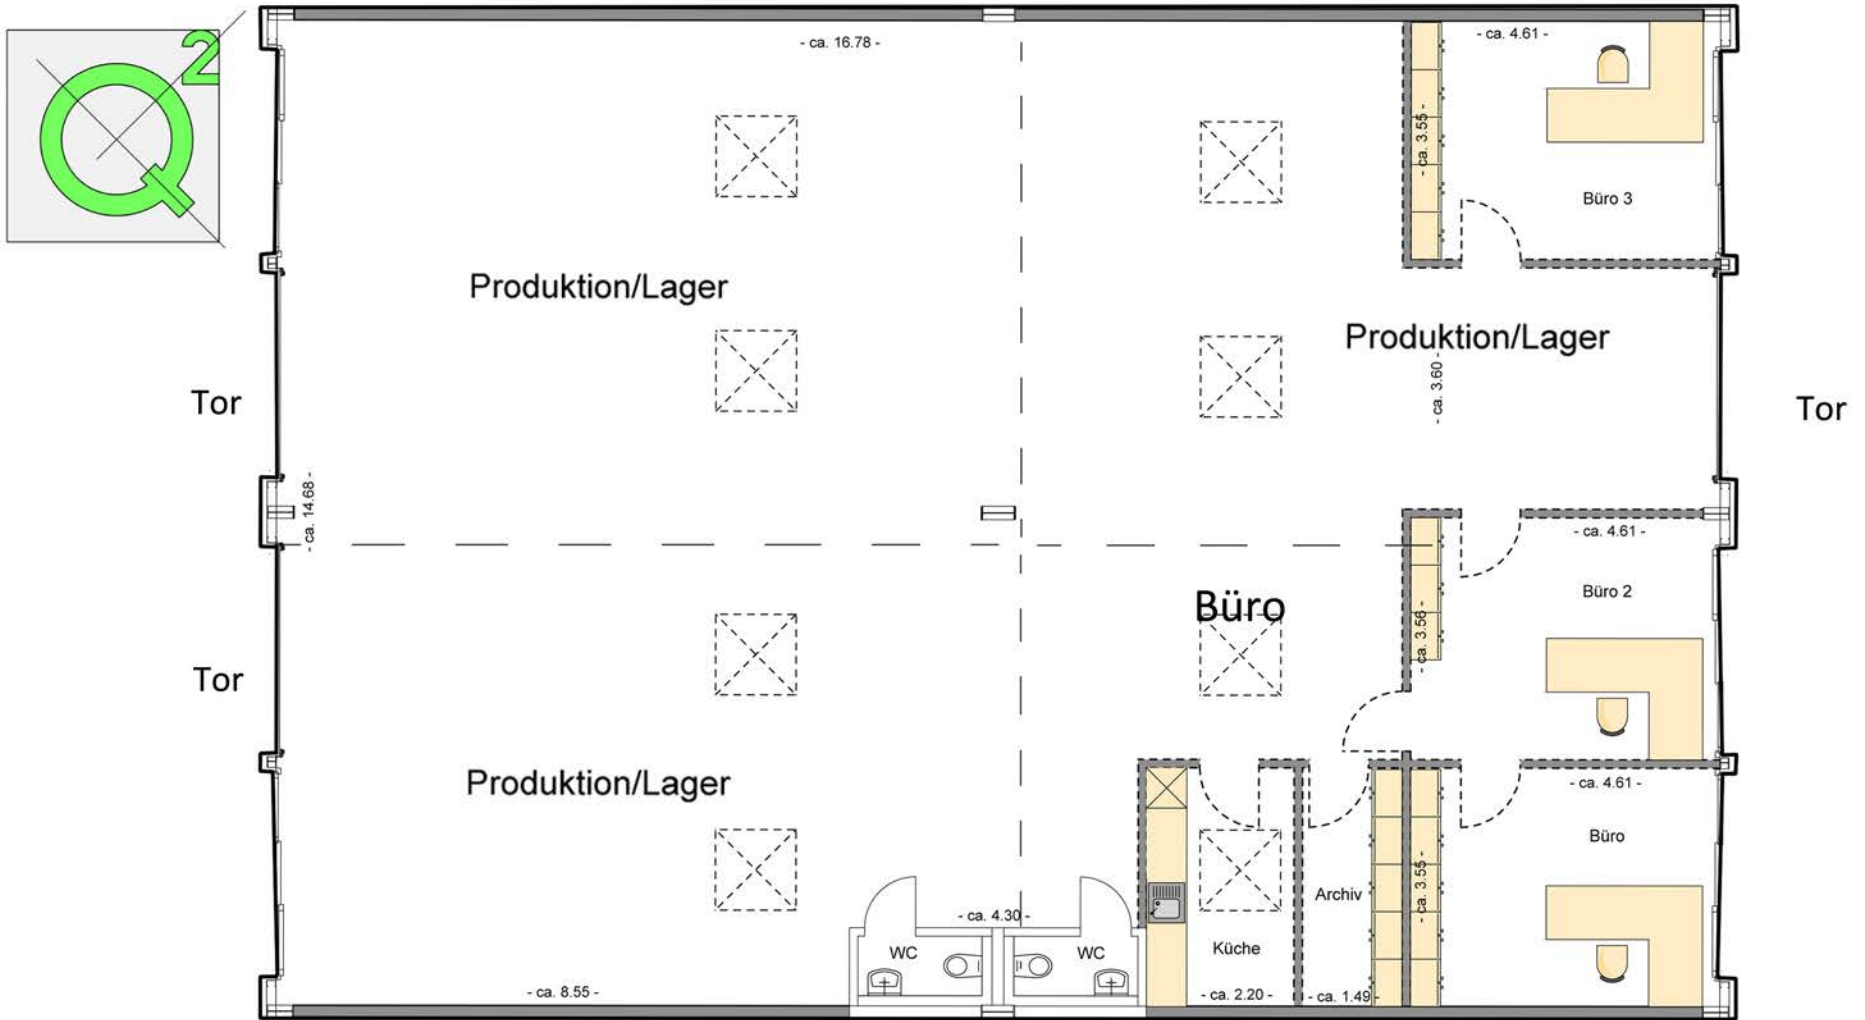 Q2
- ca. 16.78 -
- ca. 4.61 -
- ca. 3.55 -
Büro 3
Produktion/Lager
Produktion/Lager
- ca. 3.60 -
Tor
Tor
- ca. 14.68 -
- ca. 4.61 -
Büro 2
Büro
- ca. 3.56 -
Tor
Produktion/Lager
- ca. 4.61 -
Büro
- ca. 3.55 -
Archiv
- ca. 4.30 -
WC
WC
Küche
- ca. 8.55 -
- ca. 2.20 -
- ca. 1.49 -